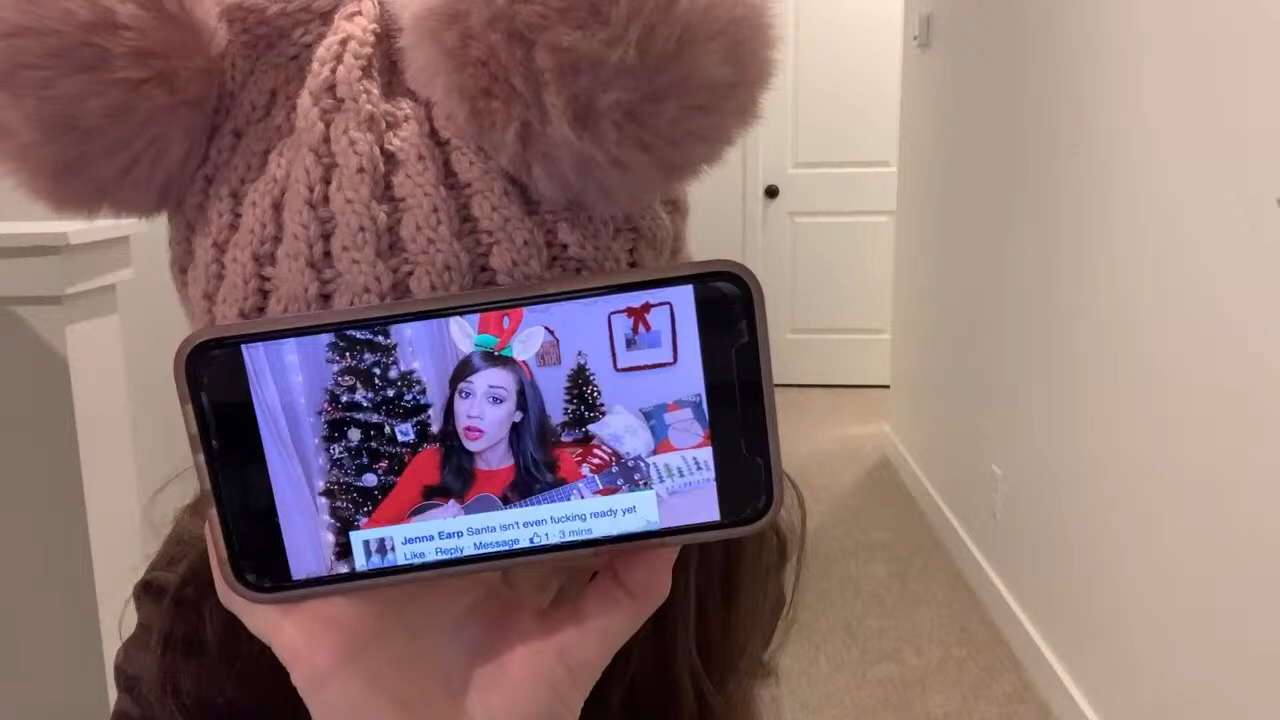 Jenna Earp Santa isn't even fucking ready yet
Like · Reply · Message · 1 · 3 mins